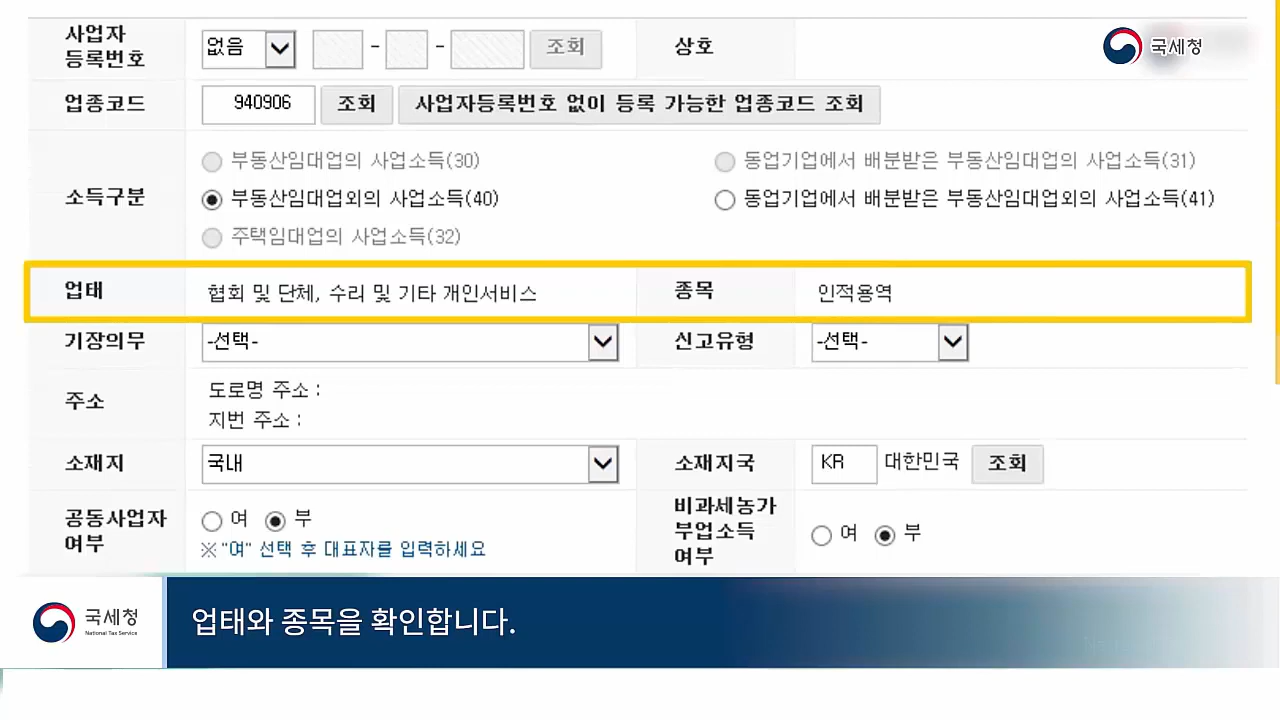 사업자
등록번호
없음 - - 조회 상호
국세청
업종코드 940906 조회 사업자등록번호 없이 등록 가능한 업종코드 조회
소득구분
부동산임대업의 사업소득(30) 동업기업에서 배분받은 부동산임대업의 사업소득(31)
부동산임대업외의 사업소득(40) 동업기업에서 배분받은 부동산임대업외의 사업소득(41)
주택임대업의 사업소득(32)
업태 협회 및 단체, 수리 및 기타 개인서비스 종목 인적용역
기장의무 -선택- 신고유형 -선택-
주소
도로명 주소 :
지번 주소 :
소재지 국내 소재지국 KR 대한민국 조회
공동사업자
여부
여 부
※ "여" 선택 후 대표자를 입력하세요
비과세농가
부업소득
여부
여 부
국세청
National Tax Service
업태와 종목을 확인합니다.